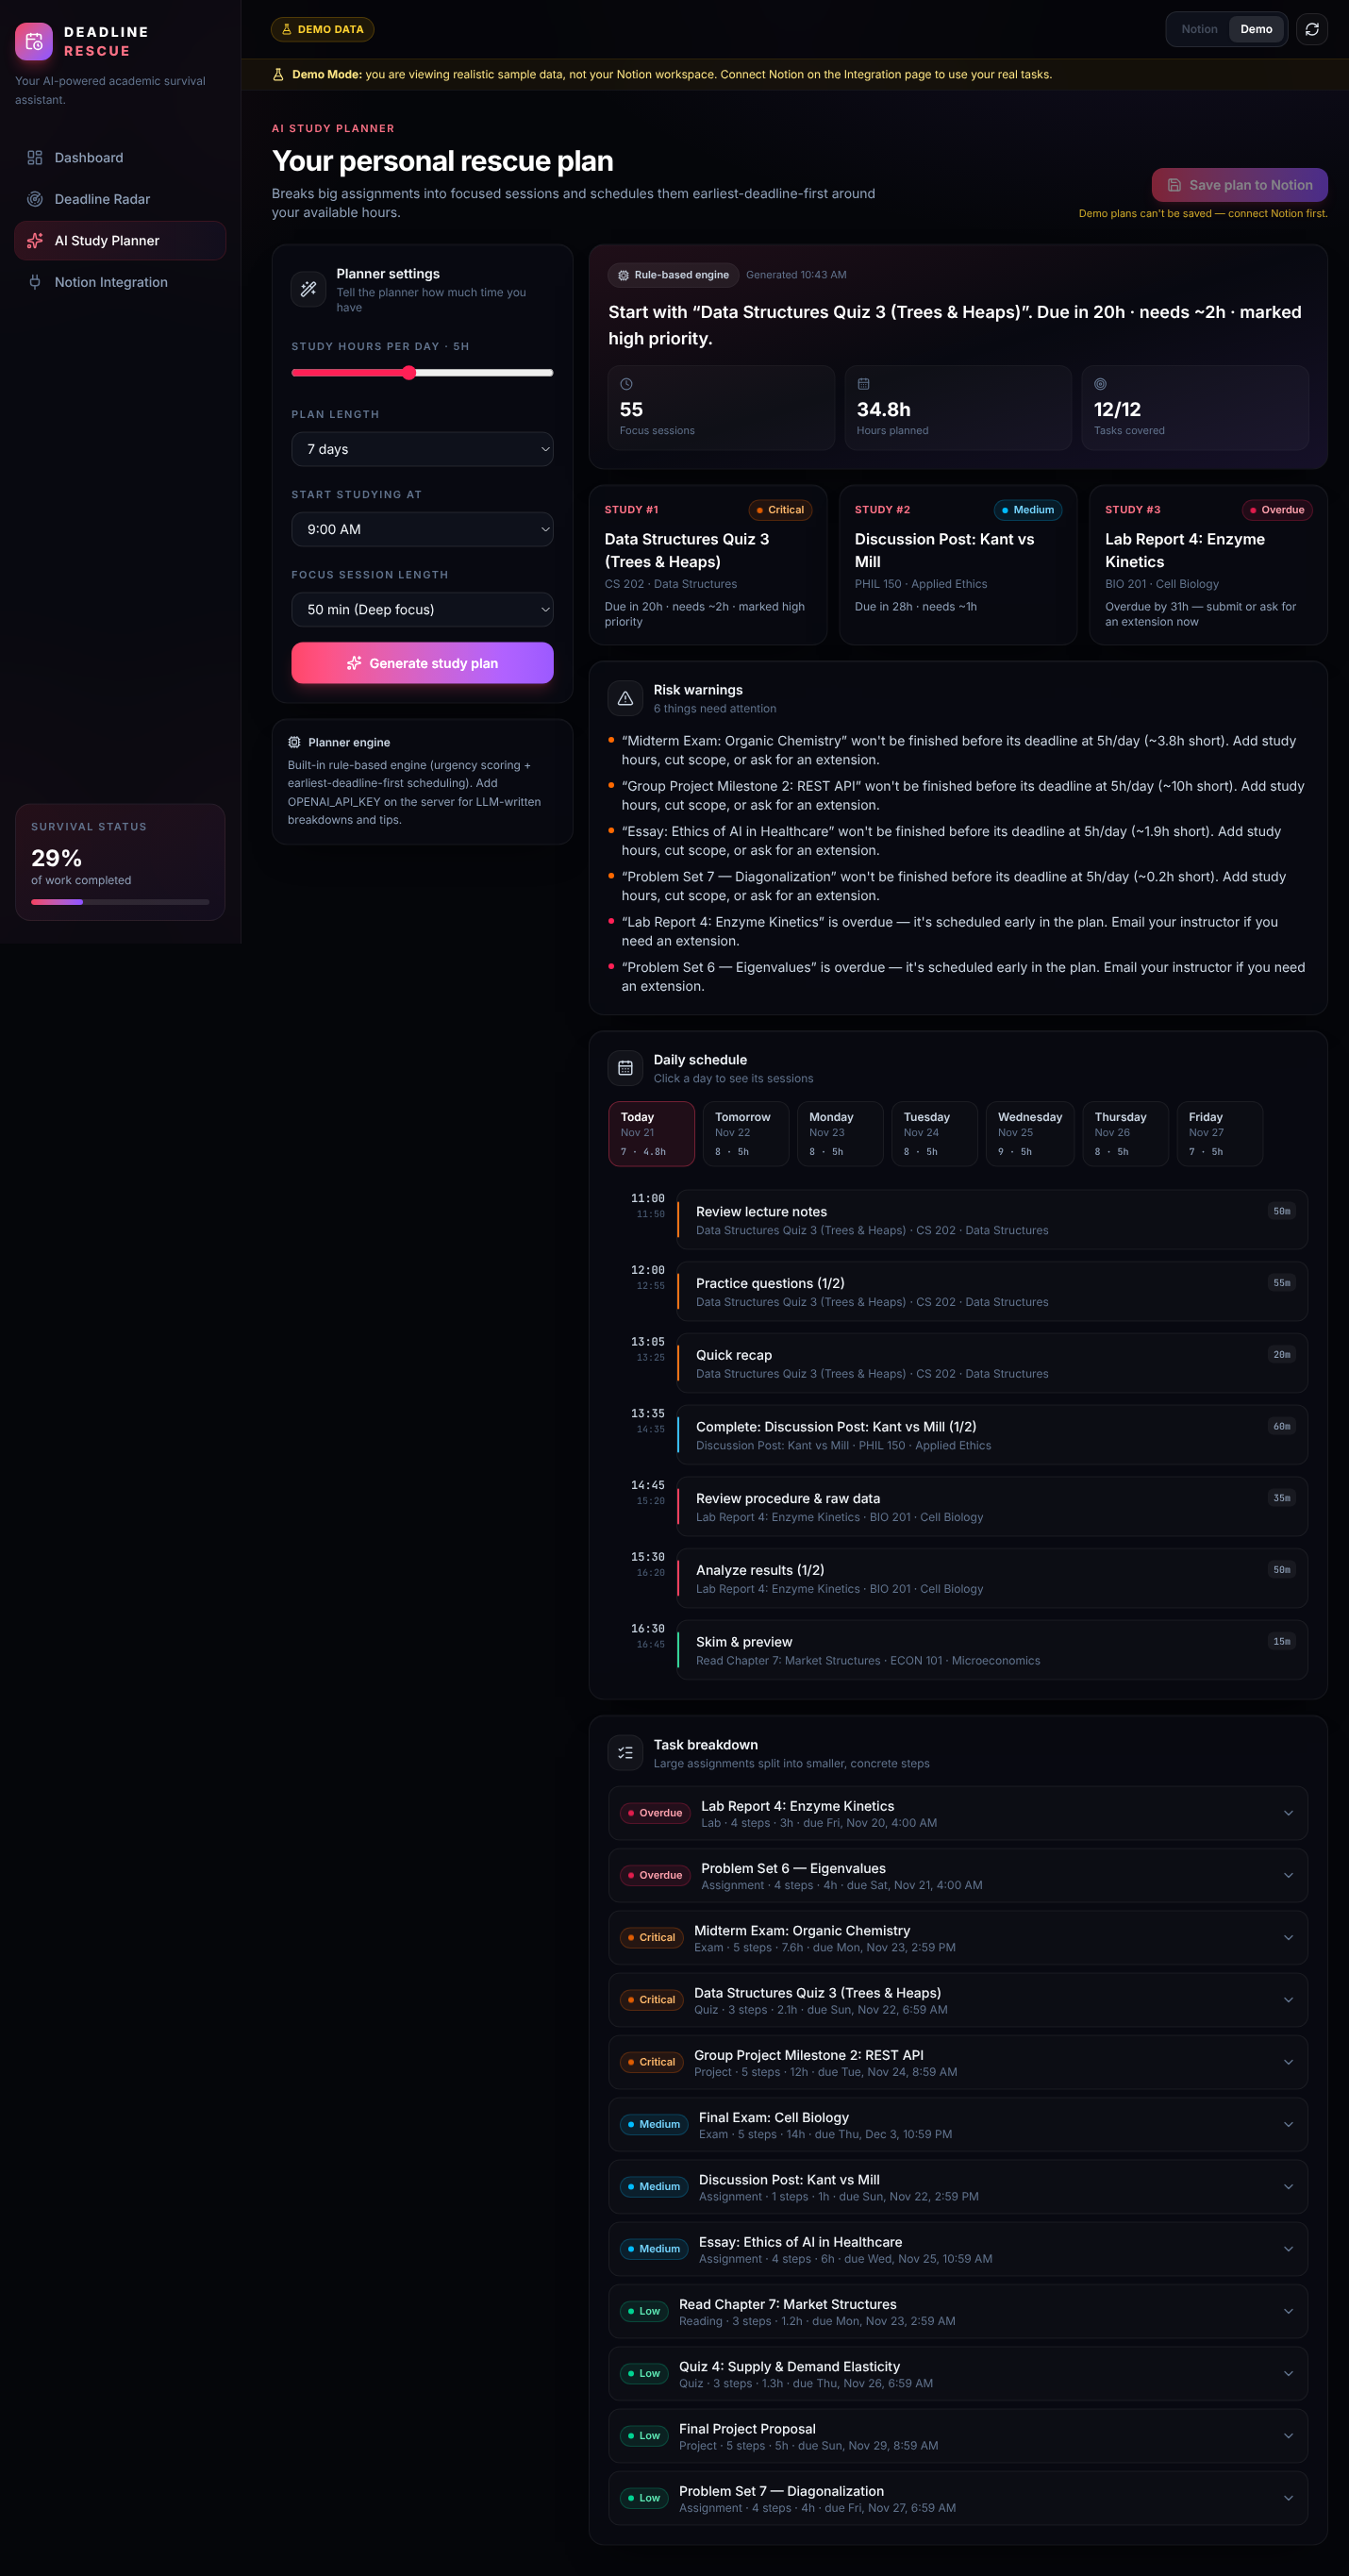 DEADLINE
RESCUE
Your AI-powered academic survival
assistant.
Dashboard
Deadline Radar
AI Study Planner
Notion Integration
SURVIVAL STATUS
29%
of work completed
DEMO DATA
Notion
Demo
Demo Mode: you are viewing realistic sample data, not your Notion workspace. Connect Notion on the Integration page to use your real tasks.
AI STUDY PLANNER
Your personal rescue plan
Breaks big assignments into focused sessions and schedules them earliest-deadline-first around
your available hours.
Save plan to Notion
Demo plans can't be saved — connect Notion first.
Planner settings
Tell the planner how much time you
have
STUDY HOURS PER DAY · 5H
PLAN LENGTH
7 days
START STUDYING AT
9:00 AM
FOCUS SESSION LENGTH
50 min (Deep focus)
Generate study plan
Planner engine
Built-in rule-based engine (urgency scoring +
earliest-deadline-first scheduling). Add
OPENAI_API_KEY on the server for LLM-written
breakdowns and tips.
Rule-based engine
Generated 10:43 AM
Start with “Data Structures Quiz 3 (Trees & Heaps)”. Due in 20h · needs ~2h · marked
high priority.
55
Focus sessions
34.8h
Hours planned
12/12
Tasks covered
STUDY #1
Critical
Data Structures Quiz 3
(Trees & Heaps)
CS 202 · Data Structures
Due in 20h · needs ~2h · marked high
priority
STUDY #2
Medium
Discussion Post: Kant vs
Mill
PHIL 150 · Applied Ethics
Due in 28h · needs ~1h
STUDY #3
Overdue
Lab Report 4: Enzyme
Kinetics
BIO 201 · Cell Biology
Overdue by 31h — submit or ask for
an extension now
Risk warnings
6 things need attention
“Midterm Exam: Organic Chemistry” won't be finished before its deadline at 5h/day (~3.8h short). Add study
hours, cut scope, or ask for an extension.
“Group Project Milestone 2: REST API” won't be finished before its deadline at 5h/day (~10h short). Add study
hours, cut scope, or ask for an extension.
“Essay: Ethics of AI in Healthcare” won't be finished before its deadline at 5h/day (~1.9h short). Add study
hours, cut scope, or ask for an extension.
“Problem Set 7 — Diagonalization” won't be finished before its deadline at 5h/day (~0.2h short). Add study
hours, cut scope, or ask for an extension.
“Lab Report 4: Enzyme Kinetics” is overdue — it's scheduled early in the plan. Email your instructor if you
need an extension.
“Problem Set 6 — Eigenvalues” is overdue — it's scheduled early in the plan. Email your instructor if you need
an extension.
Daily schedule
Click a day to see its sessions
Today
Nov 21
7 · 4.8h
Tomorrow
Nov 22
8 · 5h
Monday
Nov 23
8 · 5h
Tuesday
Nov 24
8 · 5h
Wednesday
Nov 25
9 · 5h
Thursday
Nov 26
8 · 5h
Friday
Nov 27
7 · 5h
11:00
11:50
Review lecture notes
Data Structures Quiz 3 (Trees & Heaps) · CS 202 · Data Structures
50m
12:00
12:55
Practice questions (1/2)
Data Structures Quiz 3 (Trees & Heaps) · CS 202 · Data Structures
55m
13:05
13:25
Quick recap
Data Structures Quiz 3 (Trees & Heaps) · CS 202 · Data Structures
20m
13:35
14:35
Complete: Discussion Post: Kant vs Mill (1/2)
Discussion Post: Kant vs Mill · PHIL 150 · Applied Ethics
60m
14:45
15:20
Review procedure & raw data
Lab Report 4: Enzyme Kinetics · BIO 201 · Cell Biology
35m
15:30
16:20
Analyze results (1/2)
Lab Report 4: Enzyme Kinetics · BIO 201 · Cell Biology
50m
16:30
16:45
Skim & preview
Read Chapter 7: Market Structures · ECON 101 · Microeconomics
15m
Task breakdown
Large assignments split into smaller, concrete steps
Overdue
Lab Report 4: Enzyme Kinetics
Lab · 4 steps · 3h · due Fri, Nov 20, 4:00 AM
Overdue
Problem Set 6 — Eigenvalues
Assignment · 4 steps · 4h · due Sat, Nov 21, 4:00 AM
Critical
Midterm Exam: Organic Chemistry
Exam · 5 steps · 7.6h · due Mon, Nov 23, 2:59 PM
Critical
Data Structures Quiz 3 (Trees & Heaps)
Quiz · 3 steps · 2.1h · due Sun, Nov 22, 6:59 AM
Critical
Group Project Milestone 2: REST API
Project · 5 steps · 12h · due Tue, Nov 24, 8:59 AM
Medium
Final Exam: Cell Biology
Exam · 5 steps · 14h · due Thu, Dec 3, 10:59 PM
Medium
Discussion Post: Kant vs Mill
Assignment · 1 steps · 1h · due Sun, Nov 22, 2:59 PM
Medium
Essay: Ethics of AI in Healthcare
Assignment · 4 steps · 6h · due Wed, Nov 25, 10:59 AM
Low
Read Chapter 7: Market Structures
Reading · 3 steps · 1.2h · due Mon, Nov 23, 2:59 AM
Low
Quiz 4: Supply & Demand Elasticity
Quiz · 3 steps · 1.3h · due Thu, Nov 26, 6:59 AM
Low
Final Project Proposal
Project · 5 steps · 5h · due Sun, Nov 29, 8:59 AM
Low
Problem Set 7 — Diagonalization
Assignment · 4 steps · 4h · due Fri, Nov 27, 6:59 AM